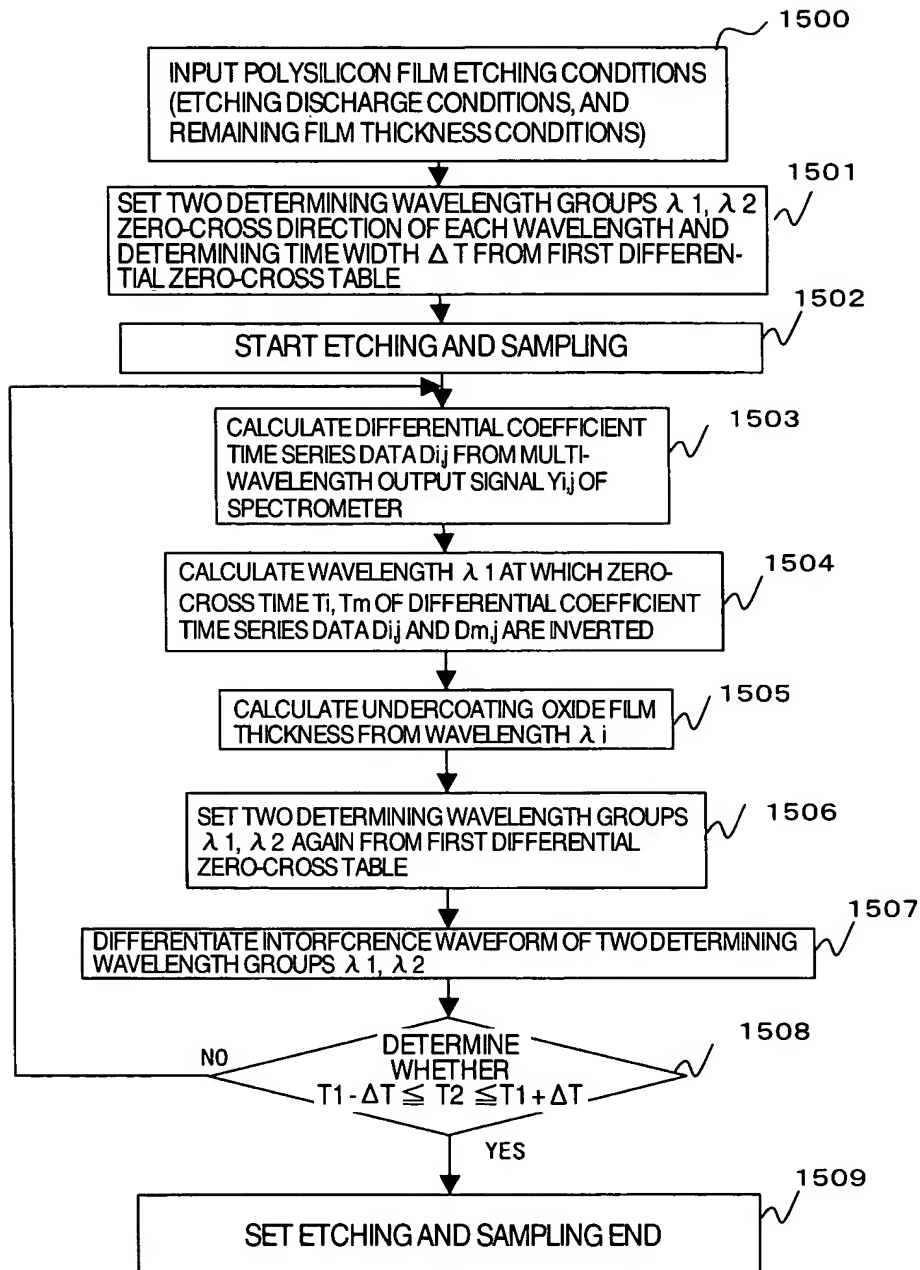 1500
INPUT POLYSILICON FILM ETCHING CONDITIONS
(ETCHING DISCHARGE CONDITIONS, AND
REMAINING FILM THICKNESS CONDITIONS)
1501
SET TWO DETERMINING WAVELENGTH GROUPS λ 1, λ 2
ZERO-CROSS DIRECTION OF EACH WAVELENGTH AND
DETERMINING TIME WIDTH Δ T FROM FIRST DIFFEREN-
TIAL ZERO-CROSS TABLE
1502
START ETCHING AND SAMPLING
1503
CALCULATE DIFFERENTIAL COEFFICIENT
TIME SERIES DATA Di,j FROM MULTI-
WAVELENGTH OUTPUT SIGNAL Yi,j OF
SPECTROMETER
1504
CALCULATE WAVELENGTH λ 1 AT WHICH ZERO-
CROSS TIME Ti, Tm OF DIFFERENTIAL COEFFICIENT
TIME SERIES DATA Di,j AND Dm,j ARE INVERTED
1505
CALCULATE UNDERCOATING OXIDE FILM
THICKNESS FROM WAVELENGTH λ i
1506
SET TWO DETERMINING WAVELENGTH GROUPS
λ 1, λ 2 AGAIN FROM FIRST DIFFERENTIAL
ZERO-CROSS TABLE
1507
DIFFERENTIATE INTORFCRENCE WAVEFORM OF TWO DETERMINING
WAVELENGTH GROUPS λ 1, λ 2
1508
NO
DETERMINE
WHETHER
T1 - ΔT ≦ T2 ≦ T1 + ΔT
YES
1509
SET ETCHING AND SAMPLING END